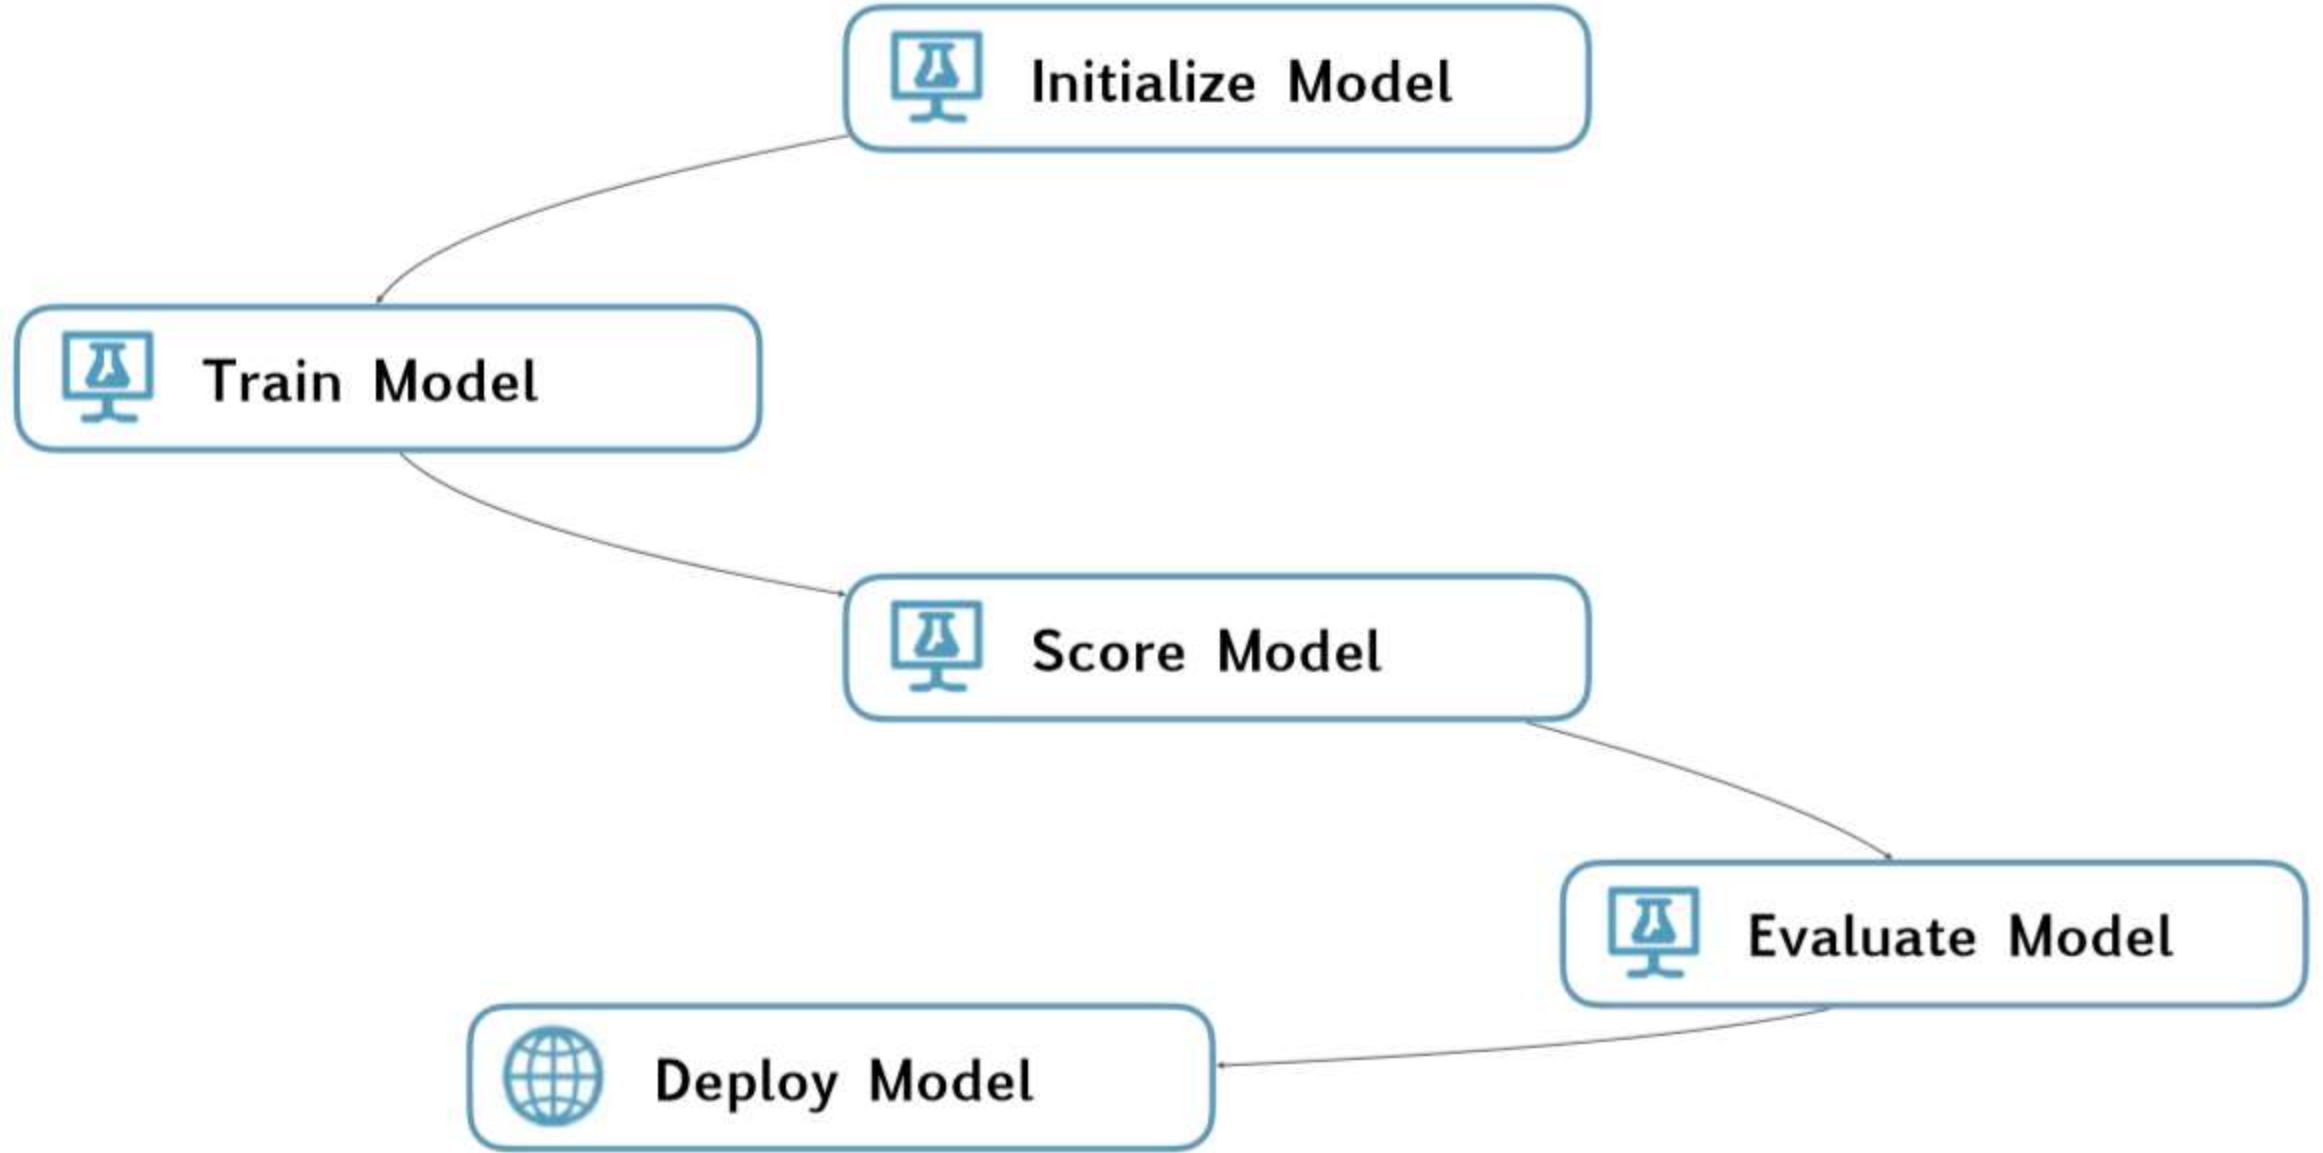 Initialize Model
Train Model
Score Model
Evaluate Model
Deploy Model